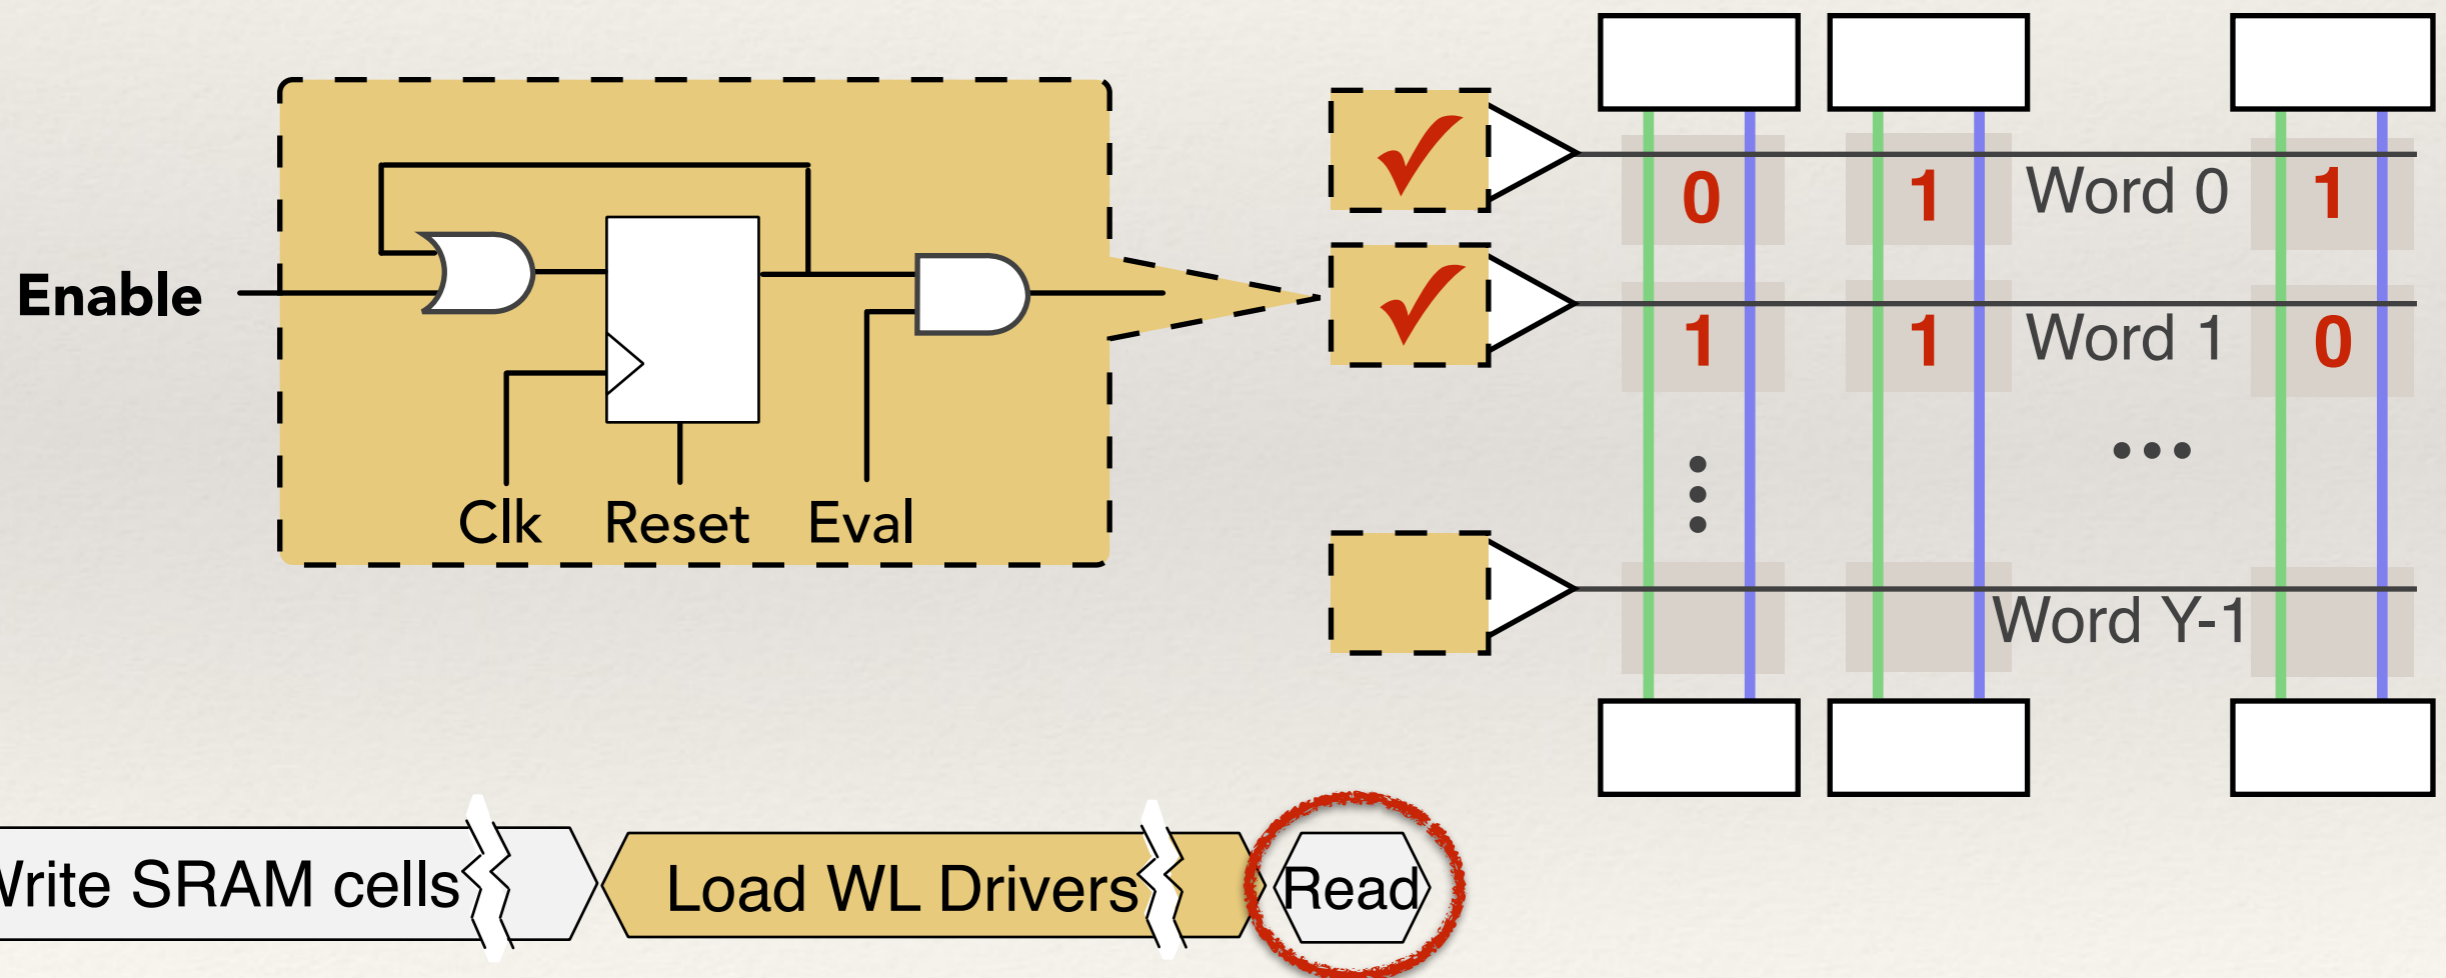 Enable
Clk Reset Eval
0 1 Word 0 1
1 1 Word 1 0
Word Y-1
Write SRAM cells
Load WL Drivers
Read